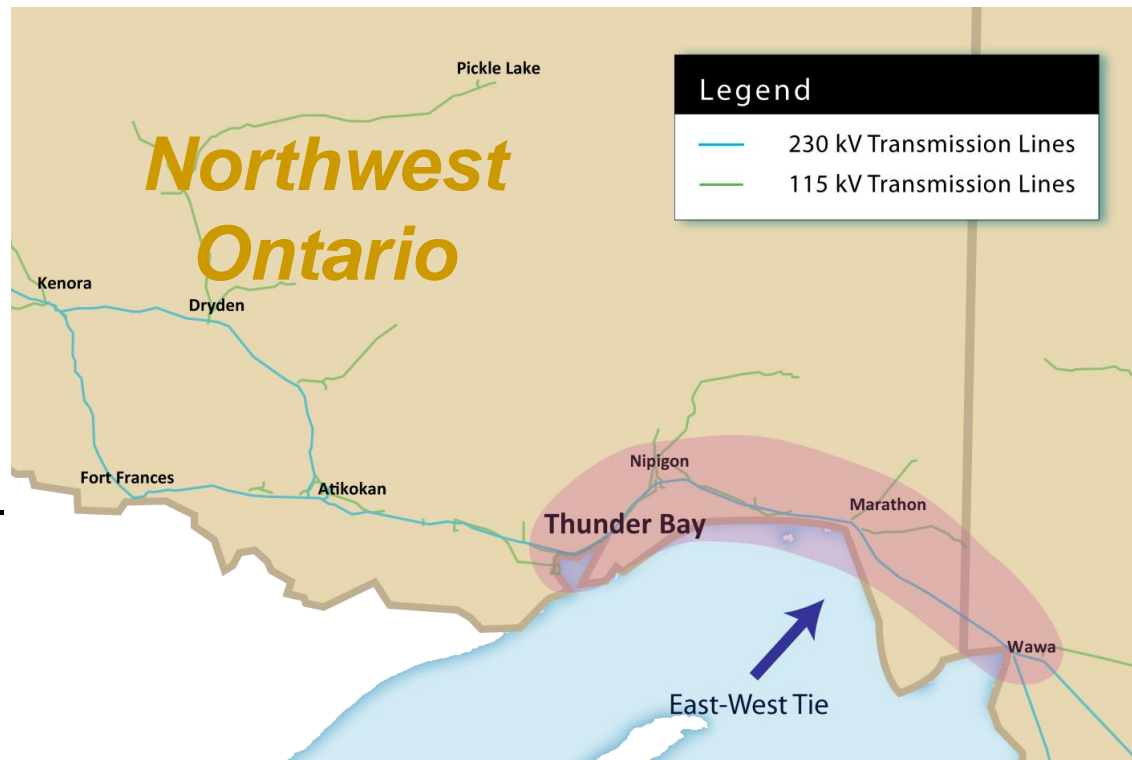 Pickle Lake
Legend
230 kV Transmission Lines
115 kV Transmission Lines
Northwest
Ontario
Kenora
Dryden
Nipigon
Fort Frances
Atikokan
Marathon
Thunder Bay
Wawa
East-West Tie